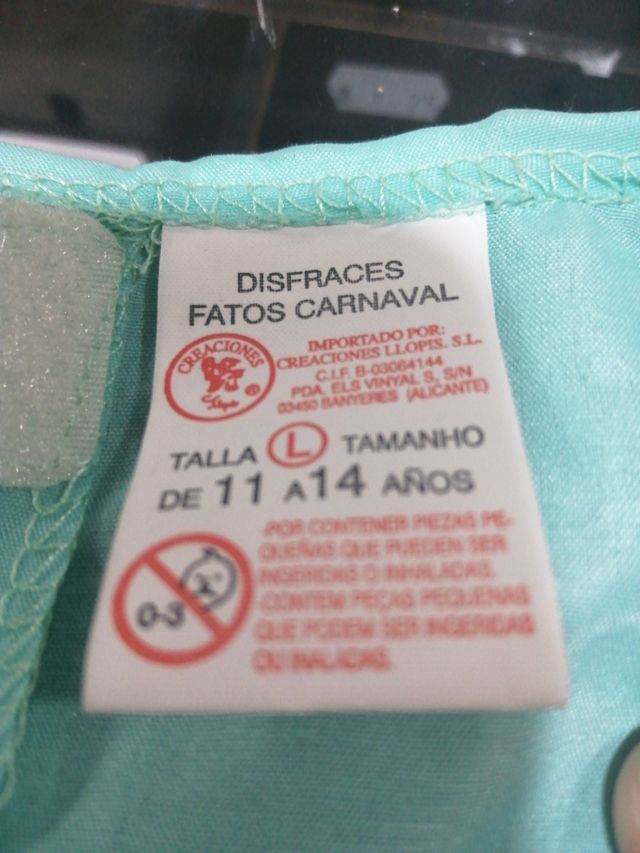 DISFRACES
FATOS CARNAVAL
CREACIONES
Llopis
®
IMPORTADO POR:
CREACIONES LLOPIS. S.L.
C.I.F. B-03064144
PDA. ELS VINYAL S, S/N
03450 BANYERES (ALICANTE)
TALLA L TAMANHO
DE 11 A 14 AÑOS
0-3
-POR CONTENER PIEZAS PE-
QUEÑAS QUE PUEDEN SER
INGERIDAS O INHALADAS.
-CONTEM PEÇAS PEQUENAS
QUE PODEM SER INGERIDAS
OU INALADAS.